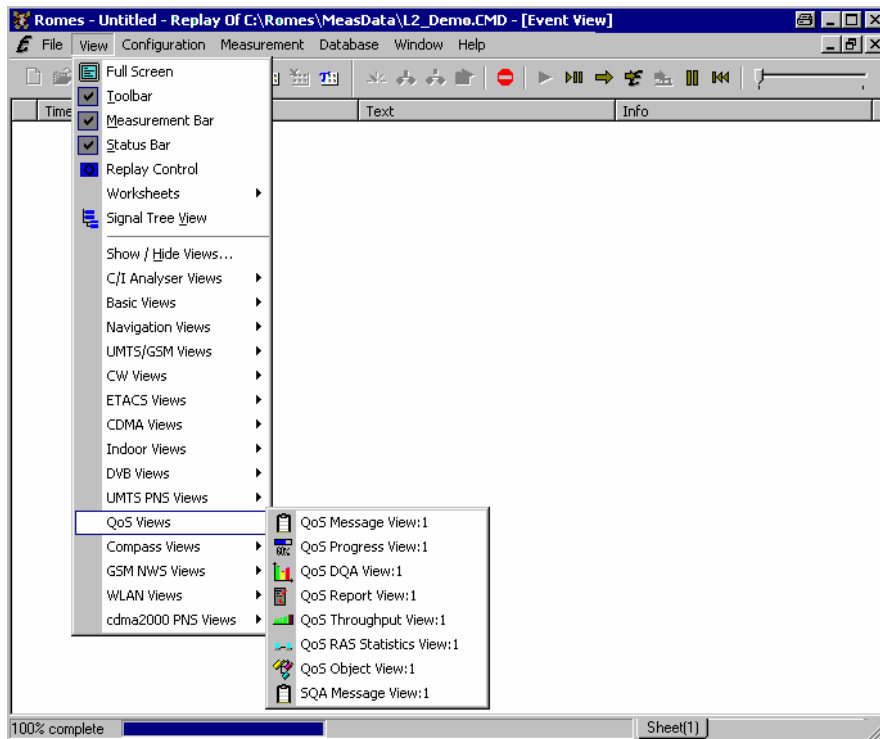 Romes - Untitled - Replay Of C:\Romes\MeasData\L2_Demo.CMD - [Event View]
File View Configuration Measurement Database Window Help
Time Text Info
Full Screen
Toolbar
Measurement Bar
Status Bar
Replay Control
Worksheets
Signal Tree View
Show / Hide Views...
C/I Analyser Views
Basic Views
Navigation Views
UMTS/GSM Views
CW Views
ETACS Views
CDMA Views
Indoor Views
DVB Views
UMTS PNS Views
QoS Views
Compass Views
GSM NWS Views
WLAN Views
cdma2000 PNS Views
QoS Message View:1
60%
QoS Progress View:1
QoS DQA View:1
QoS Report View:1
QoS Throughput View:1
QoS RAS Statistics View:1
QoS Object View:1
SQA Message View:1
100% complete Sheet(1)